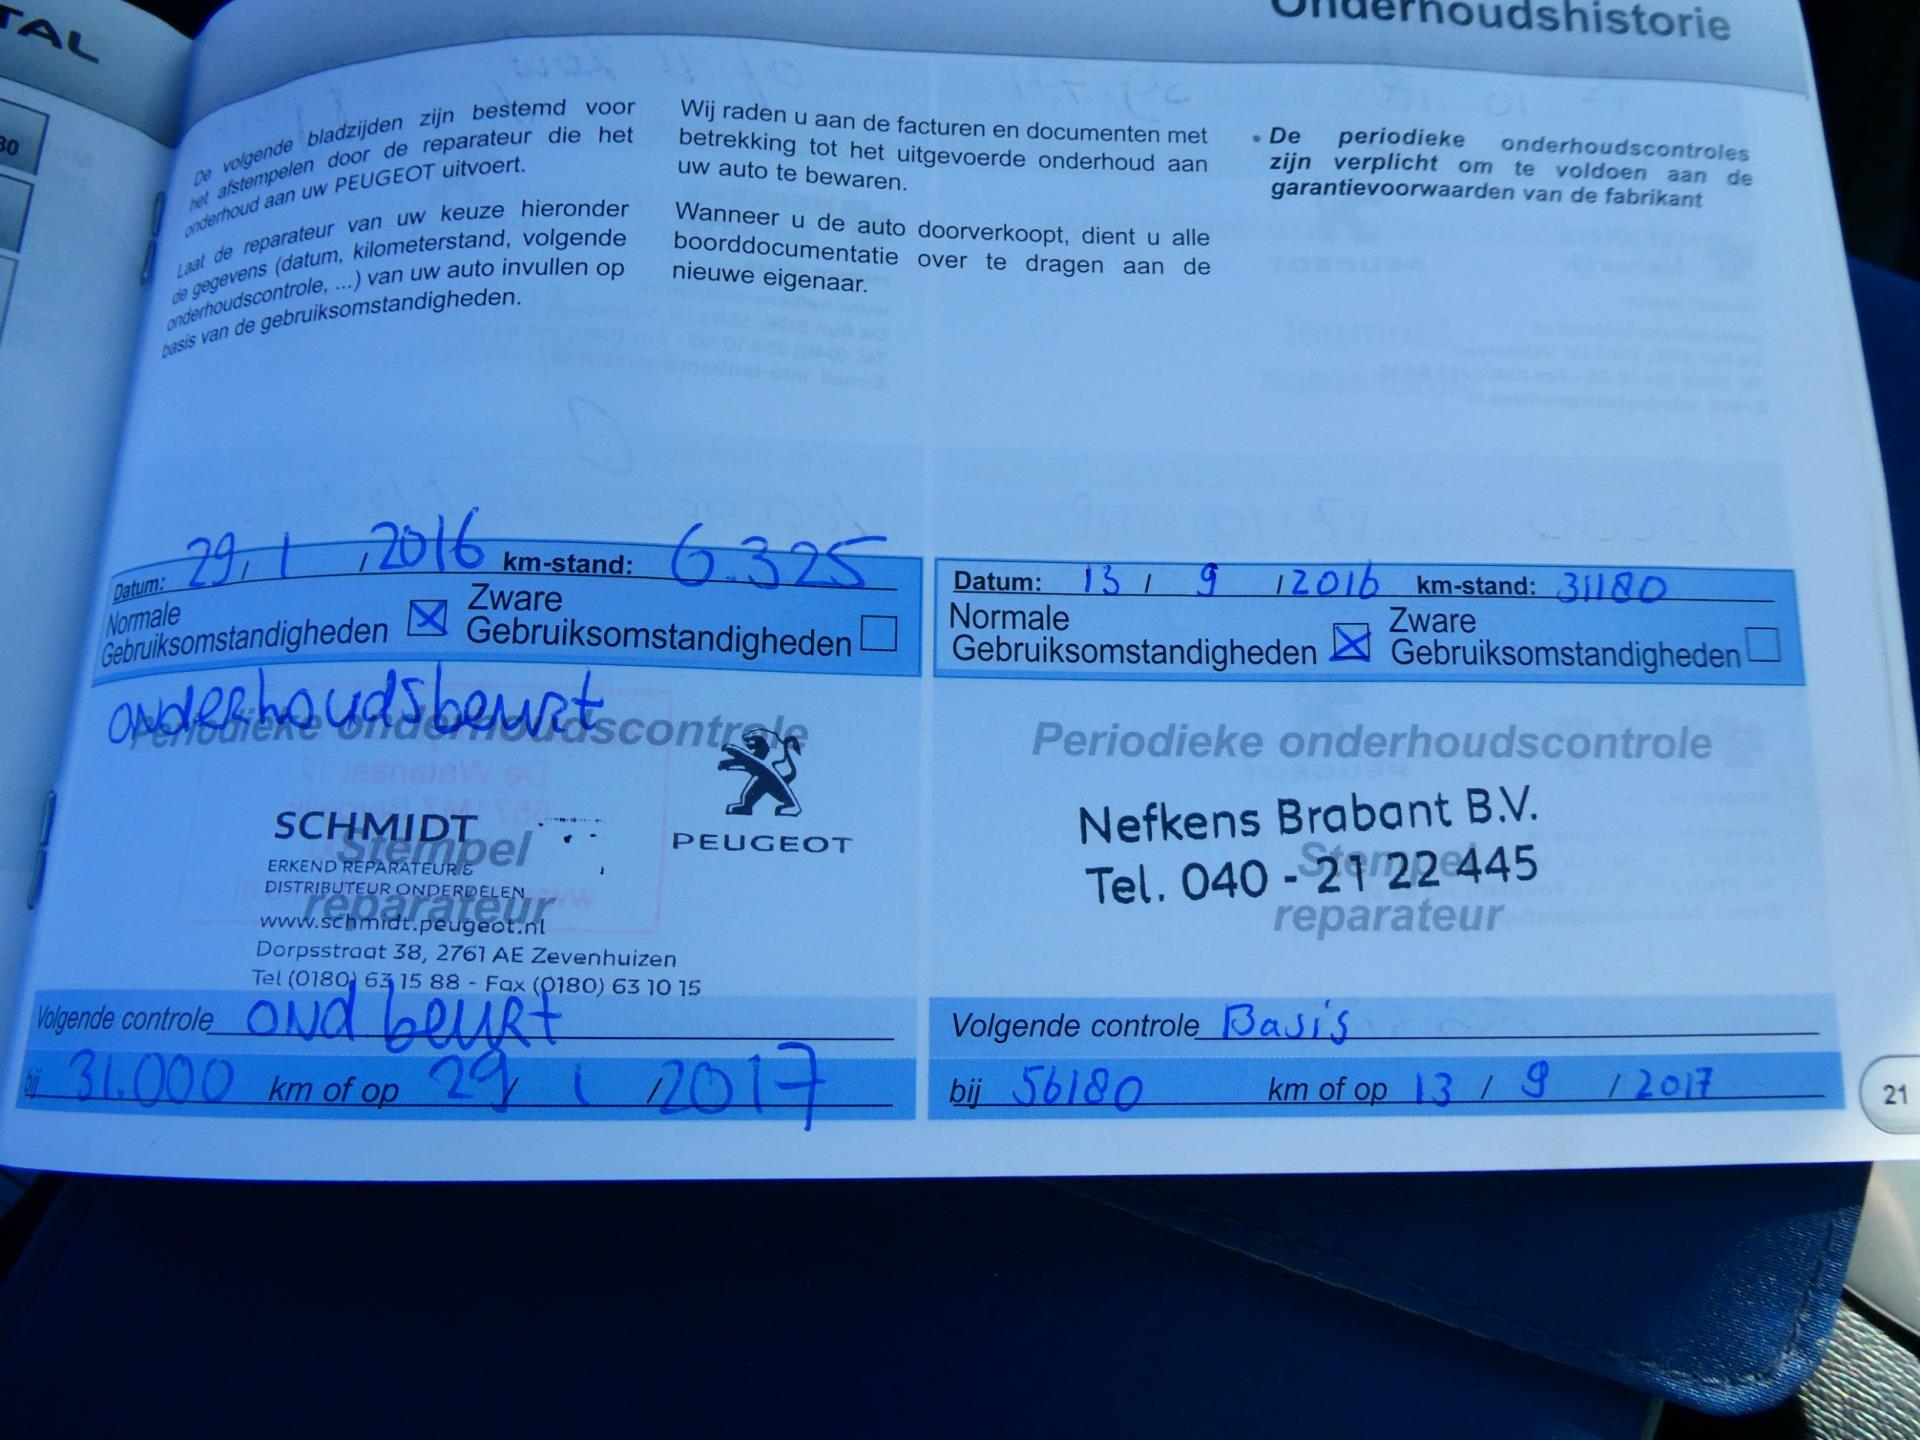 TAL
30
Onderhoudshistorie
De volgende bladzijden zijn bestemd voor
het afstempelen door de reparateur die het
onderhoud aan uw PEUGEOT uitvoert.
Laat de reparateur van uw keuze hieronder
de gegevens (datum, kilometerstand, volgende
onderhoudscontrole, ...) van uw auto invullen op
basis van de gebruiksomstandigheden.
Wij raden u aan de facturen en documenten met
betrekking tot het uitgevoerde onderhoud aan
uw auto te bewaren.
Wanneer u de auto doorverkoopt, dient u alle
boorddocumentatie over te dragen aan de
nieuwe eigenaar.
• De periodieke onderhoudscontroles
zijn verplicht om te voldoen aan de
garantievoorwaarden van de fabrikant
Datum: 29 / 1 / 2016 km-stand: 6.325
Normale
Gebruiksomstandigheden
Zware
Gebruiksomstandigheden
onderhoudsbeurt
Periodieke onderhoudscontrole
PEUGEOT
SCHMIDT
Stempel
ERKEND REPARATEUR &
DISTRIBUTEUR ONDERDELEN
reparateur
www.schmidt.peugeot.nl
Dorpsstraat 38, 2761 AE Zevenhuizen
Tel (0180) 63 15 88 - Fax (0180) 63 10 15
Volgende controle ond beurt
bij 31.000 km of op 29 / 1 / 2017
Datum: 13 / 9 / 2016 km-stand: 31180
Normale
Gebruiksomstandigheden
Zware
Gebruiksomstandigheden
Periodieke onderhoudscontrole
Nefkens Brabant B.V.
Stempel
Tel. 040 - 21 22 445
reparateur
Volgende controle Basis
bij 56180 km of op 13 / 9 / 2017
21